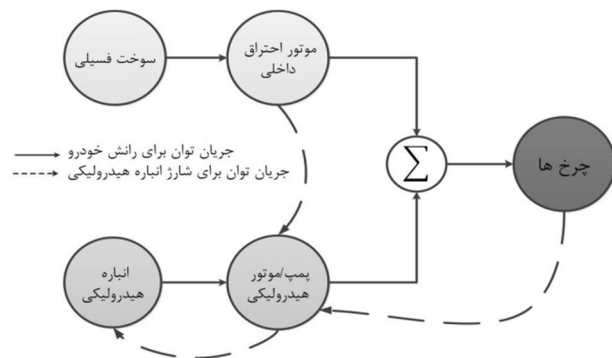 سوخت فسیلی
موتور احتراق
داخلی
جریان توان برای رانش خودرو
جریان توان برای شارژ انباره هیدرولیکی
∑
چرخ ها
انباره
هیدرولیکی
پمپ/موتور
هیدرولیکی